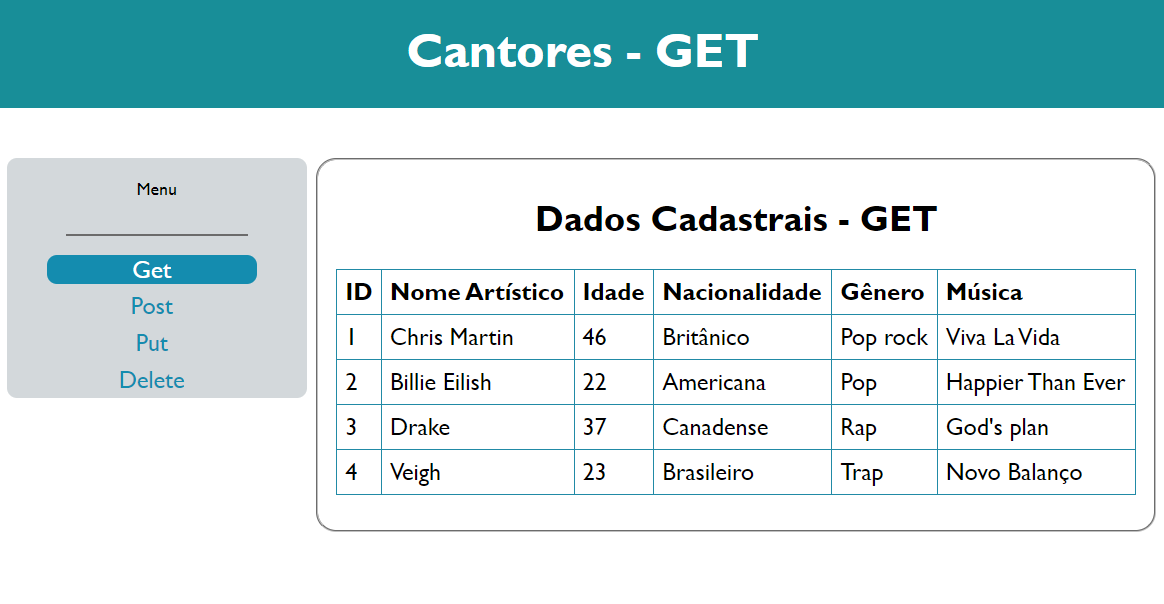 Cantores - GET
Menu
Get
Post
Put
Delete
Dados Cadastrais - GET
ID Nome Artístico Idade Nacionalidade Gênero Música
1 Chris Martin 46 Britânico Pop rock Viva La Vida
2 Billie Eilish 22 Americana Pop Happier Than Ever
3 Drake 37 Canadense Rap God's plan
4 Veigh 23 Brasileiro Trap Novo Balanço